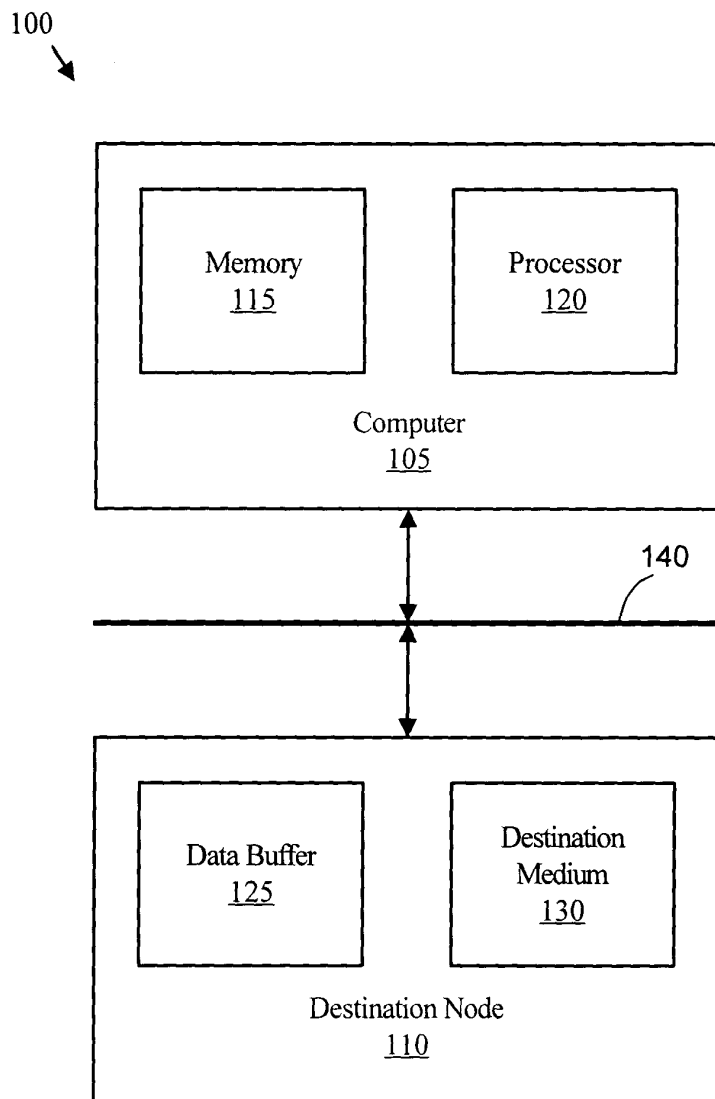 100
Memory
115
Processor
120
Computer
105
140
Data Buffer
125
Destination
Medium
130
Destination Node
110